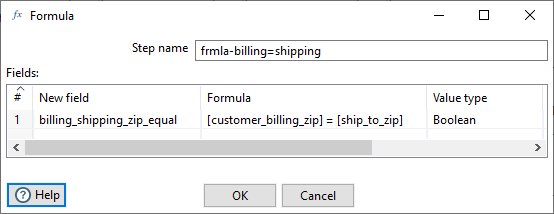 Formula
Step name frmla-billing=shipping
Fields:
# New field Formula Value type
1 billing_shipping_zip_equal [customer_billing_zip] = [ship_to_zip] Boolean
Help OK Cancel